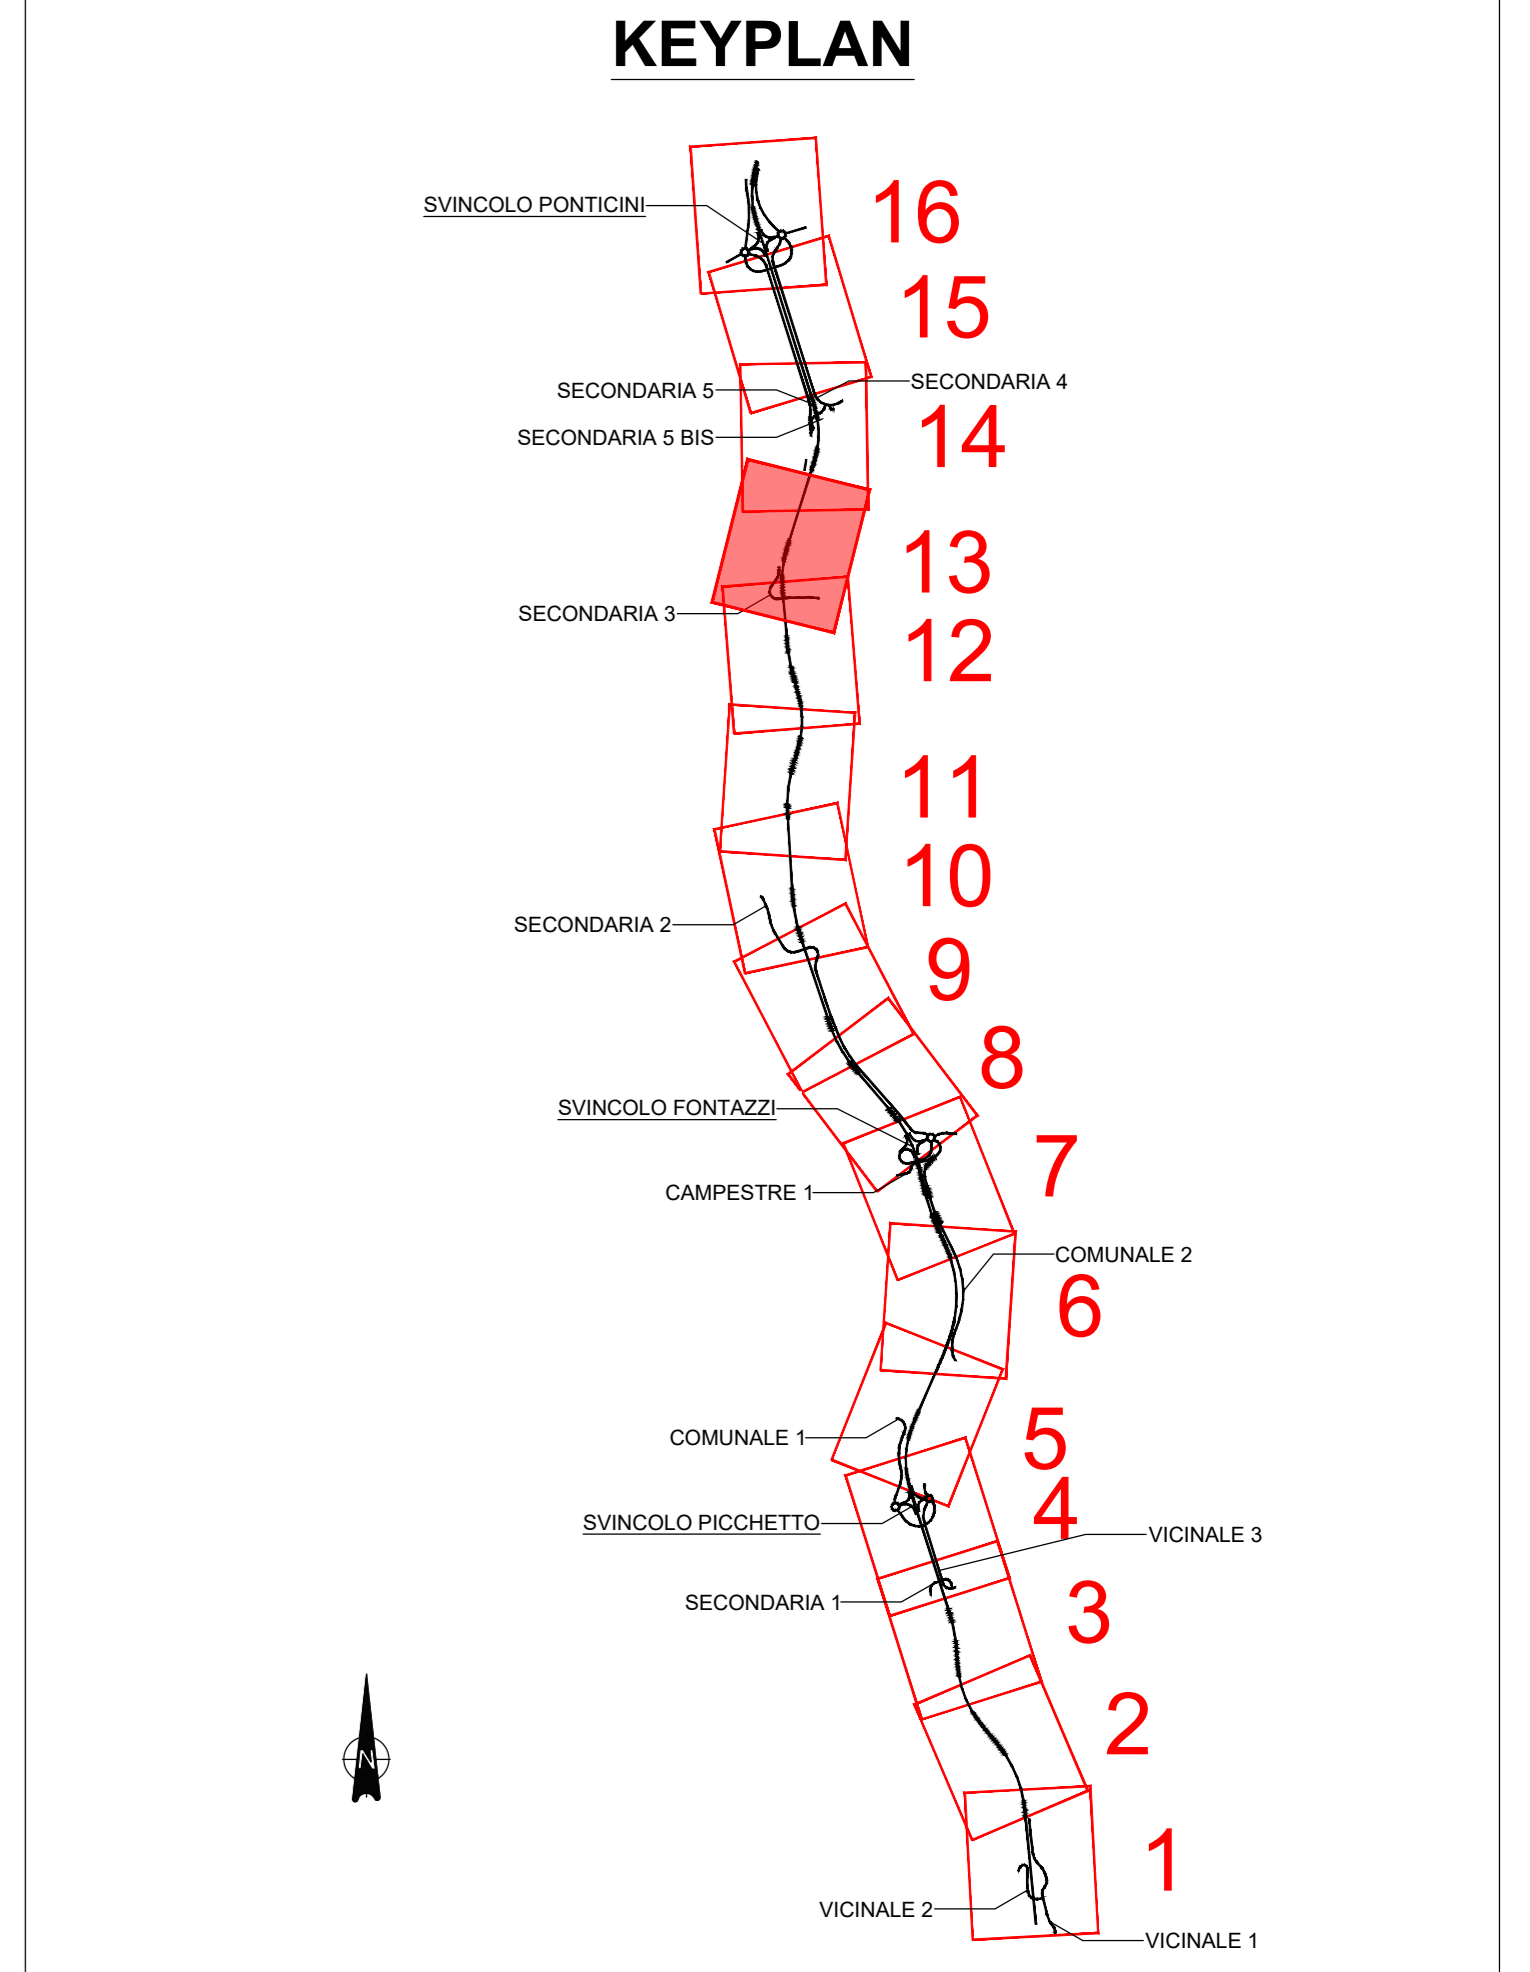 KEYPLAN
SVINCOLO PONTICINI
16
15
SECONDARIA 4
SECONDARIA 5
14
SECONDARIA 5 BIS
13
SECONDARIA 3
12
11
10
SECONDARIA 2
9
8
SVINCOLO FONTAZZI
7
CAMPESTRE 1
COMUNALE 2
6
COMUNALE 1
5
4
SVINCOLO PICCHETTO
VICINALE 3
SECONDARIA 1
3
2
N
1
VICINALE 2
VICINALE 1